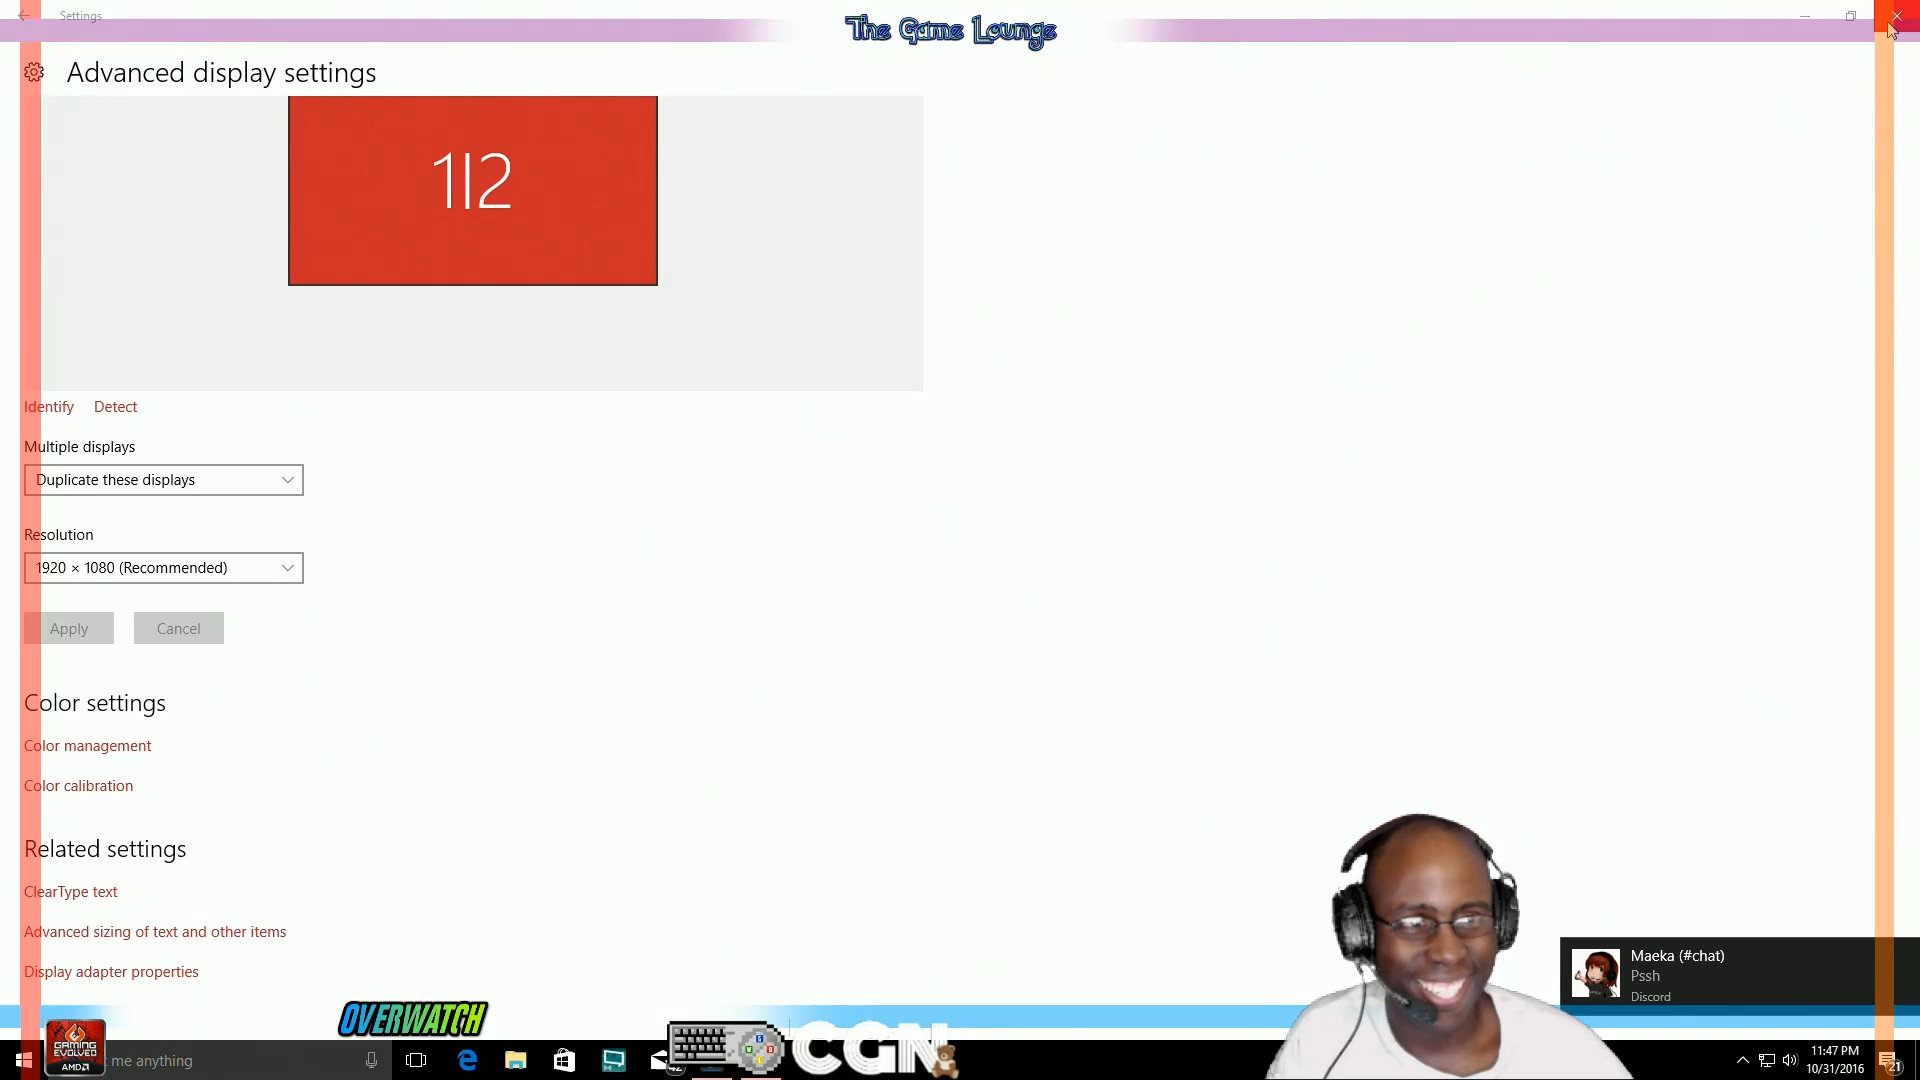 Settings
The Game Lounge
Advanced display settings
1|2
Identify Detect
Multiple displays
Duplicate these displays
Resolution
1920 × 1080 (Recommended)
Apply Cancel
Color settings
Color management
Color calibration
Related settings
ClearType text
Advanced sizing of text and other items
Display adapter properties
Maeka (#chat)
Pssh
Discord
OVERWATCH
GAMING
EVOLVED
AMD
me anything
42
CGN
11:47 PM
10/31/2016
21